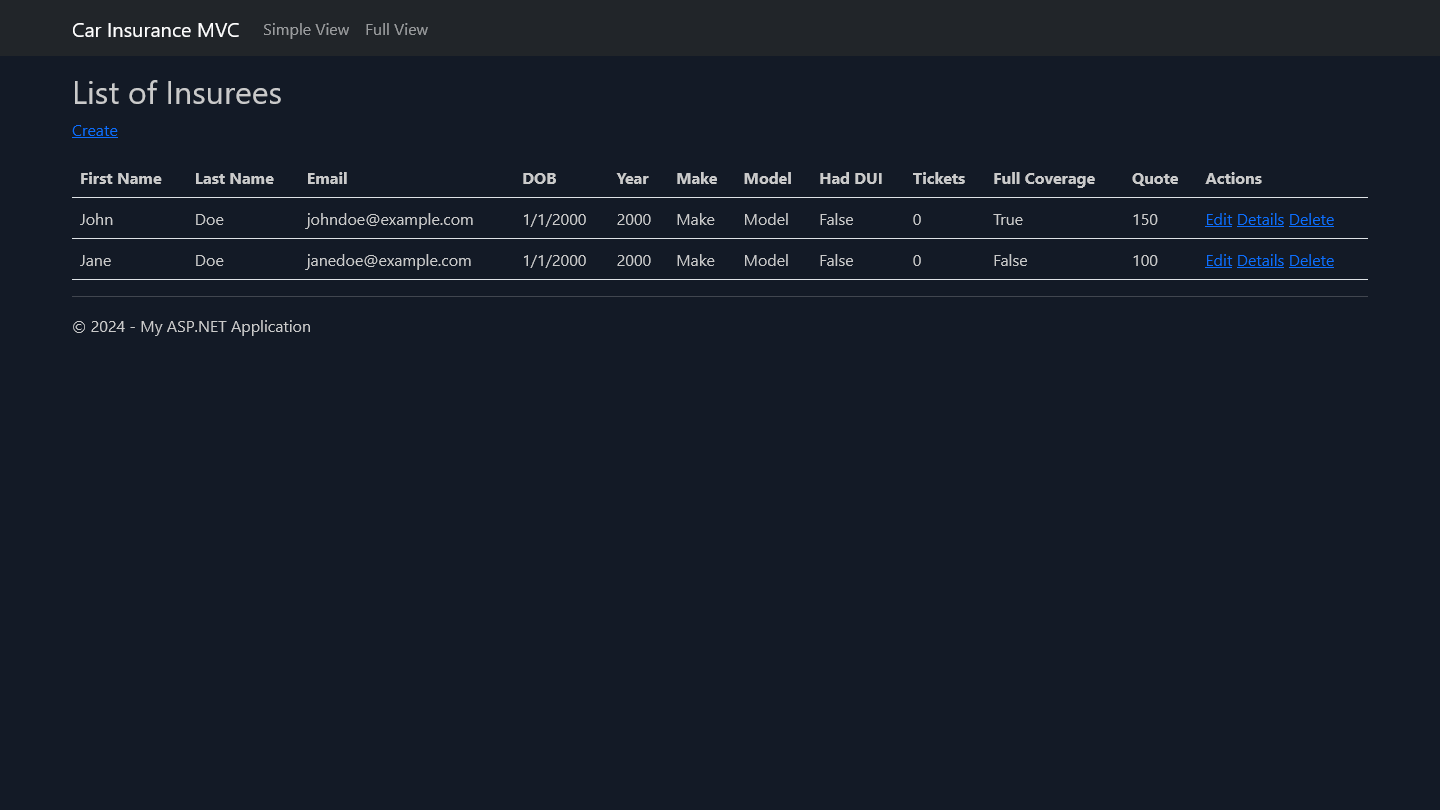 Car Insurance MVC Simple View Full View
List of Insurees
Create
First Name Last Name Email DOB Year Make Model Had DUI Tickets Full Coverage Quote Actions
John Doe johndoe@example.com 1/1/2000 2000 Make Model False 0 True 150 Edit Details Delete
Jane Doe janedoe@example.com 1/1/2000 2000 Make Model False 0 False 100 Edit Details Delete
© 2024 - My ASP.NET Application